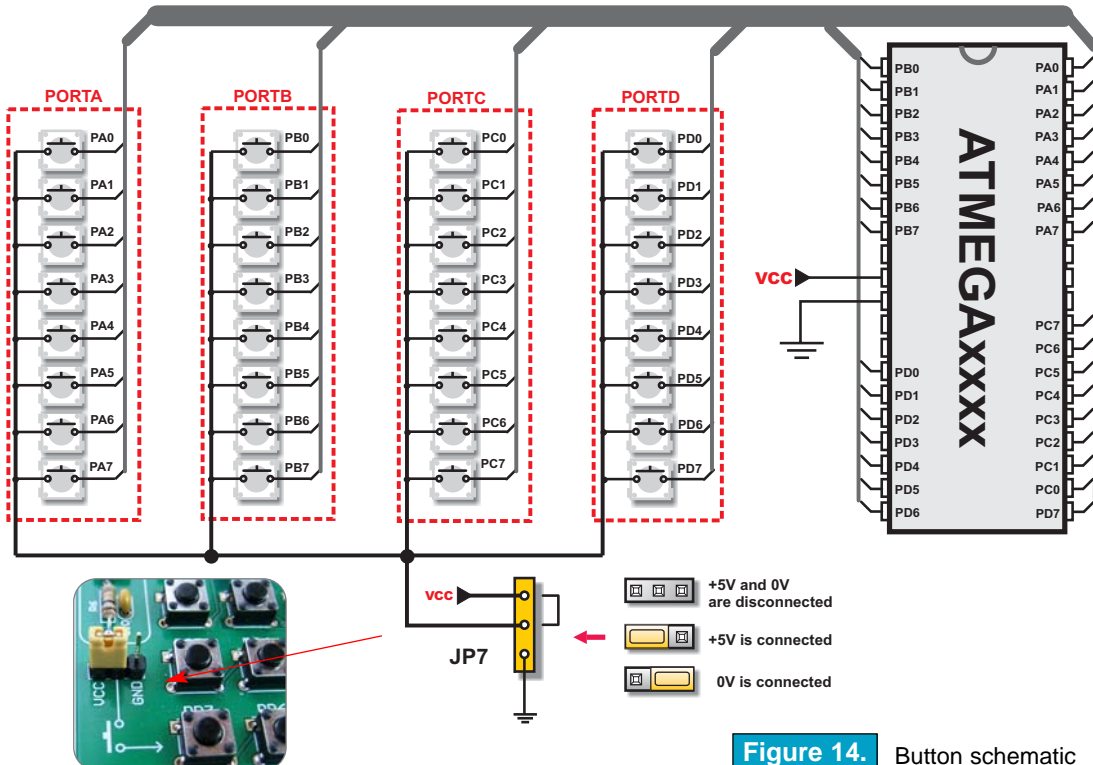 PORTA
PA0
PA1
PA2
PA3
PA4
PA5
PA6
PA7
PORTB
PB0
PB1
PB2
PB3
PB4
PB5
PB6
PB7
PORTC
PC0
PC1
PC2
PC3
PC4
PC5
PC6
PC7
PORTD
PD0
PD1
PD2
PD3
PD4
PD5
PD6
PD7
PB0 PA0
PB1 PA1
PB2 PA2
PB3 PA3
PB4 PA4
PB5 PA5
PB6 PA6
PB7 PA7
ATMEGAxxxx
VCC
PC7
PC6
PD0 PC5
PD1 PC4
PD2 PC3
PD3 PC2
PD4 PC1
PD5 PC0
PD6 PD7
VCC
JP7
+5V and 0V
are disconnected
+5V is connected
0V is connected
R6
VCC
GND
Figure 14. Button schematic